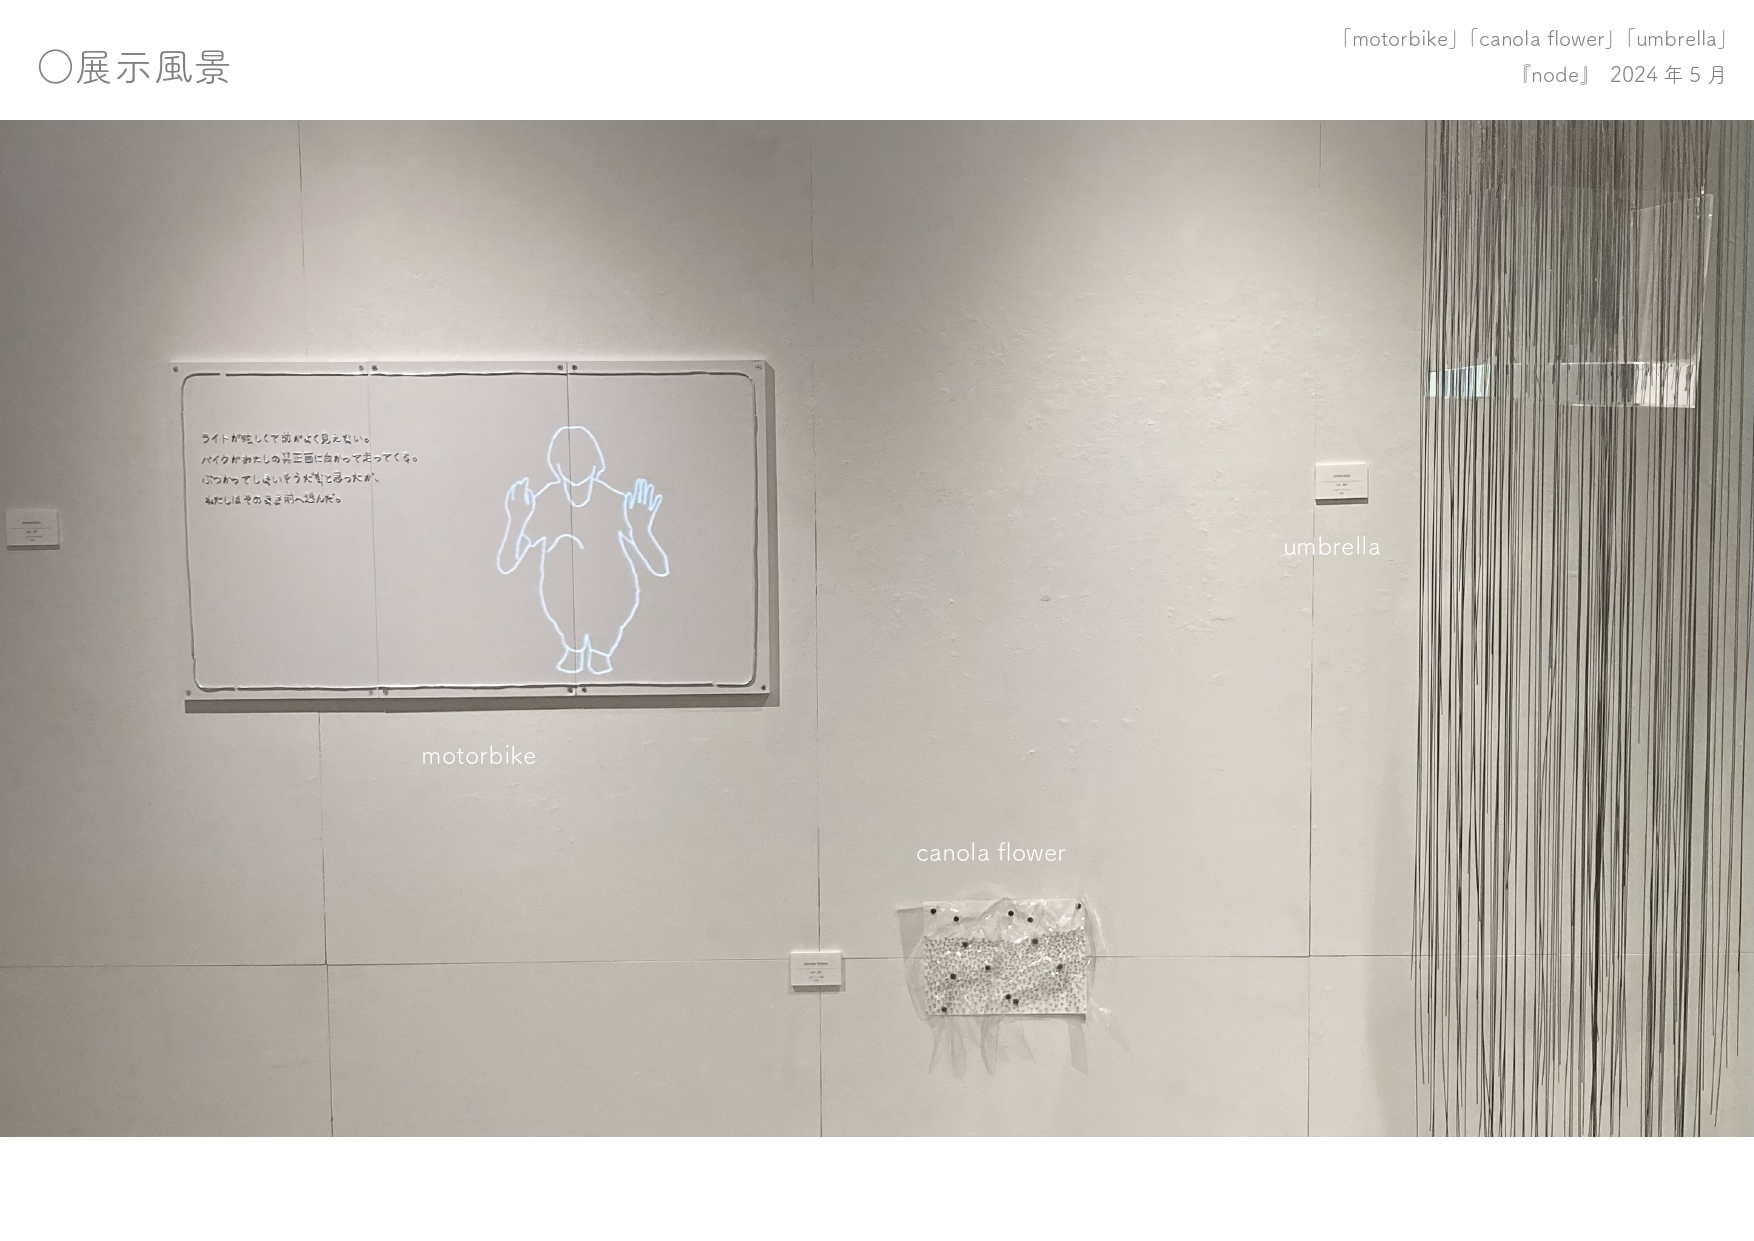 〇展示風景
「motorbike」「canola flower」「umbrella」
『node』 2024 年 5 月
ライトが眩しくて前がよく見えない。
バイクがわたしの真正面に向かって走ってくる。
ぶつかってしまいそうだなと思ったが、
わたしはそのまま前へ進んだ。
umbrella
motorbike
canola flower